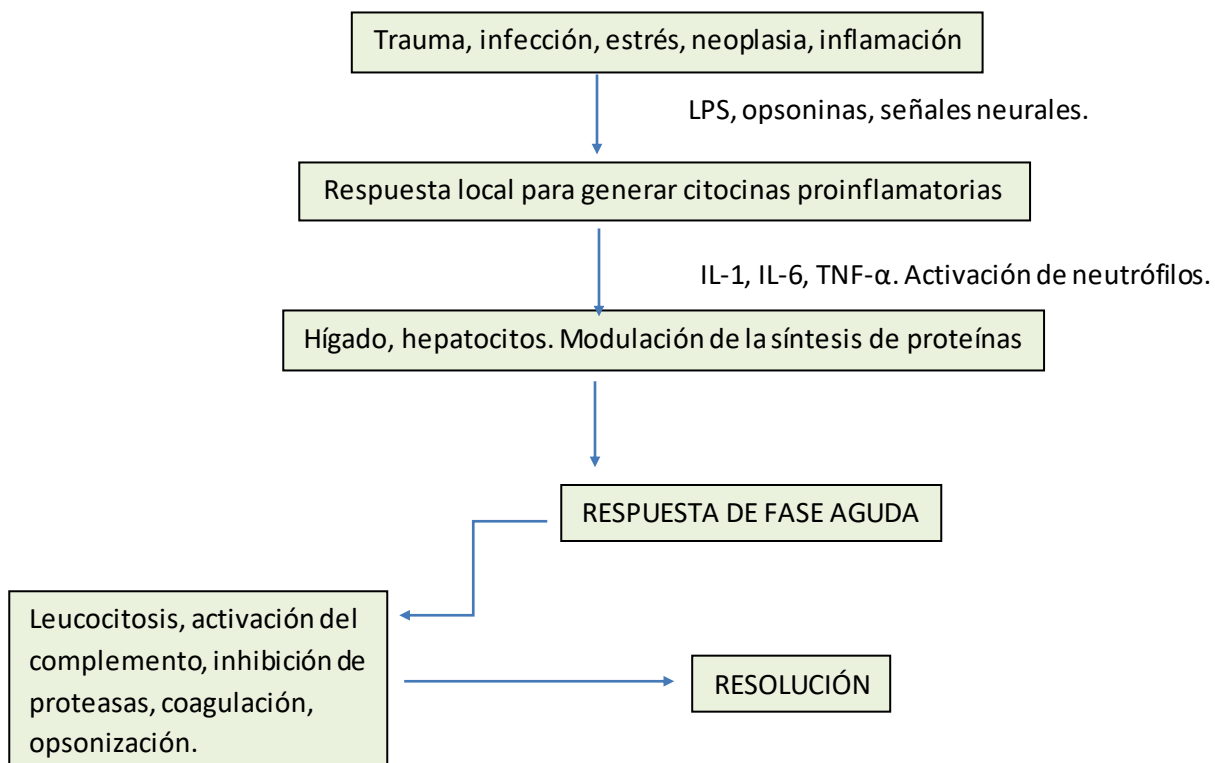 Trauma, infección, estrés, neoplasia, inflamación
LPS, opsoninas, señales neurales.
Respuesta local para generar citocinas proinflamatorias
IL-1, IL-6, TNF-α. Activación de neutrófilos.
Hígado, hepatocitos. Modulación de la síntesis de proteínas
RESPUESTA DE FASE AGUDA
Leucocitosis, activación del
complemento, inhibición de
proteasas, coagulación,
opsonización.
RESOLUCIÓN